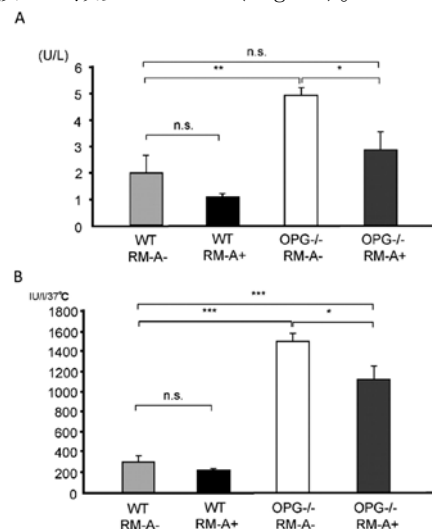 A
(U/L)
n.s.
**
*
n.s.
6
5
4
3
2
1
0
WT
RM-A-
WT
RM-A+
OPG-/-
RM-A-
OPG-/-
RM-A+
B
IU/l/37℃
***
***
*
n.s.
1800
1600
1400
1200
1000
800
600
400
200
0
WT
RM-A-
WT
RM-A+
OPG-/-
RM-A-
OPG-/-
RM-A+